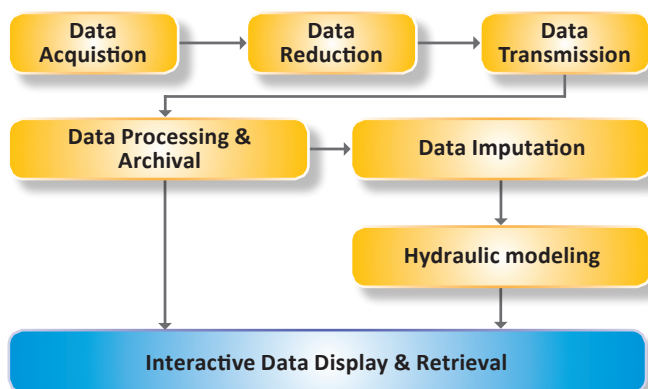 Data
Acquistion
Data
Reduction
Data
Transmission
Data Processing &
Archival
Data Imputation
Hydraulic modeling
Interactive Data Display & Retrieval